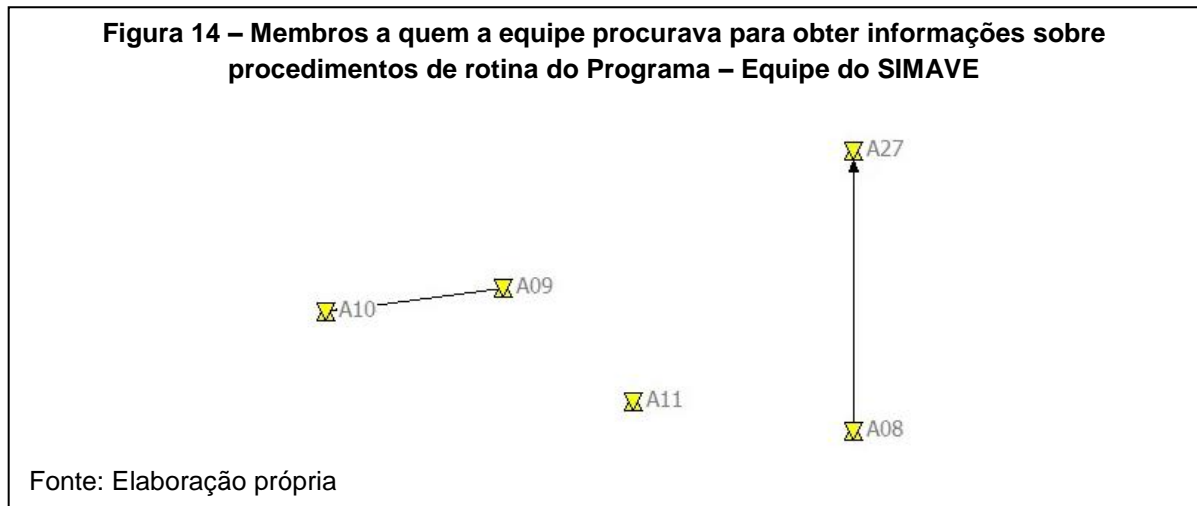 Figura 14 – Membros a quem a equipe procurava para obter informações sobre
procedimentos de rotina do Programa – Equipe do SIMAVE
A27
A09
A10
A11
A08
Fonte: Elaboração própria